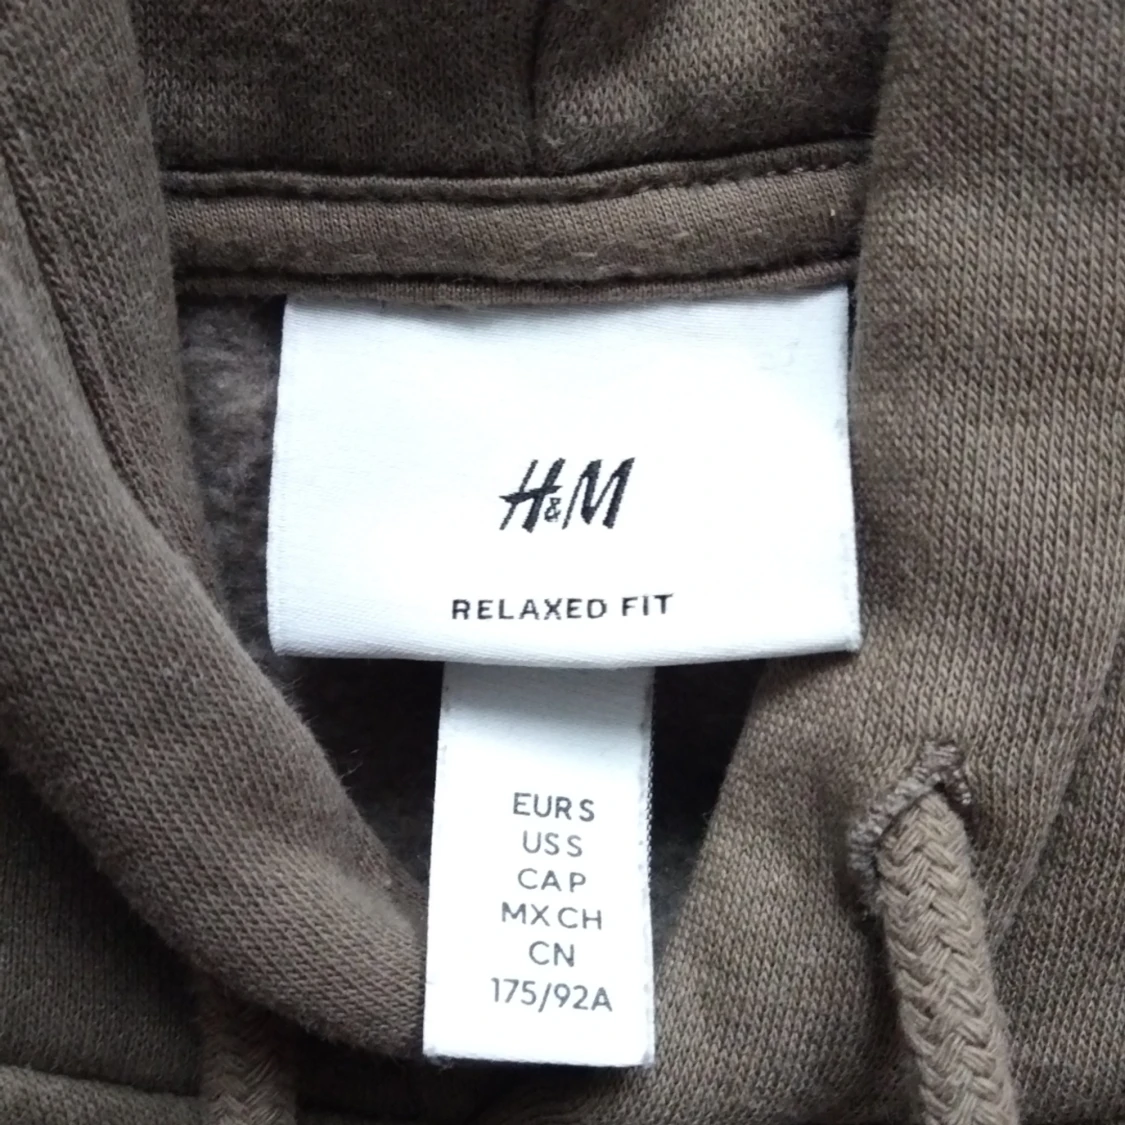 H&M
RELAXED FIT
EUR S
US S
CA P
MX CH
CN
175/92A